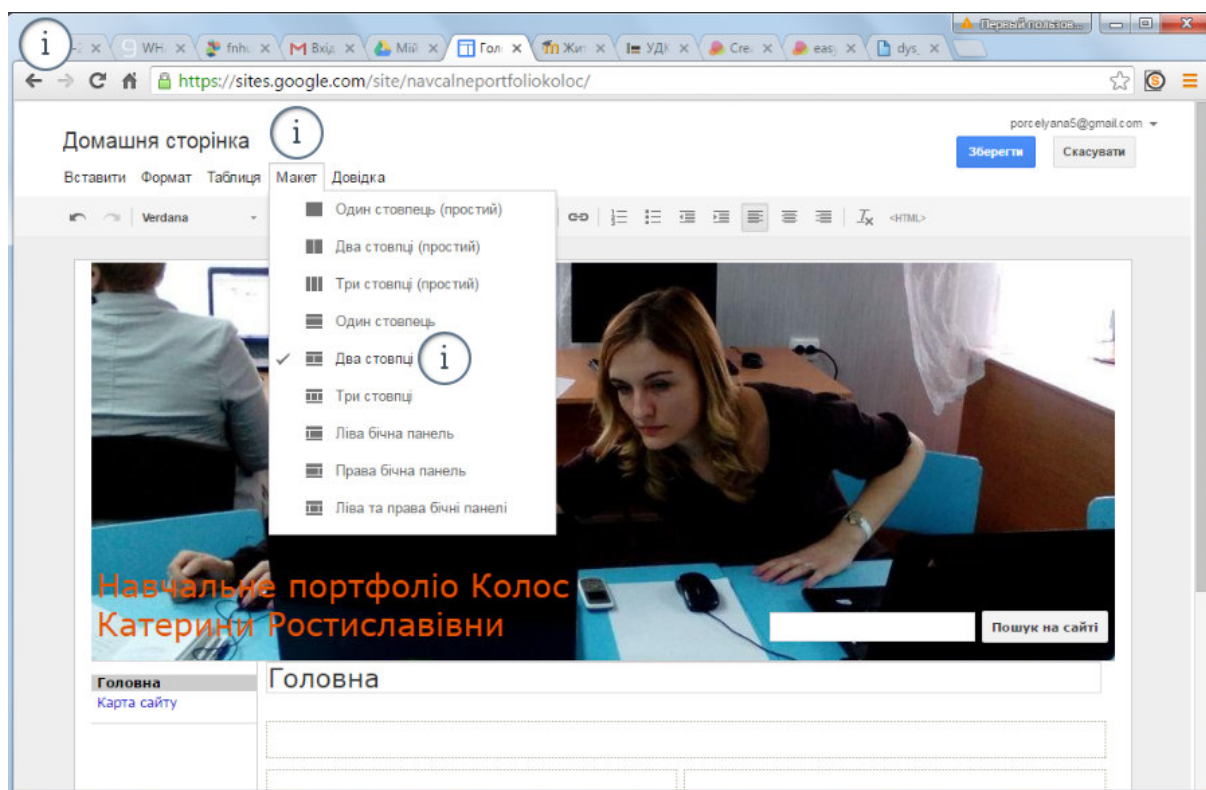 Первый пользов...
i
WH
fnht
Вхід
Мій
Гол
Жит
УДК
Cre
easy
dys_
https://sites.google.com/site/navcalneportfoliokoloc/
porcelyana5@gmail.com
Домашня сторінка
i
Зберегти Скасувати
Вставити Формат Таблиця Макет Довідка
Verdana
<HTML>
Один стовпець (простий)
Два стовпці (простий)
Три стовпці (простий)
Один стовпець
Два стовпці
i
Три стовпці
Ліва бічна панель
Права бічна панель
Ліва та права бічні панелі
Навчальне портфоліо Колос
Катерини Ростиславівни
Пошук на сайті
Головна
Карта сайту
Головна